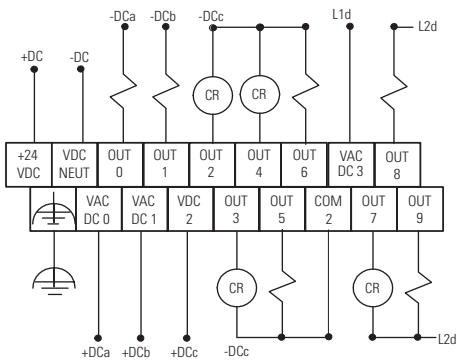 -DCa -DCb -DCc L1d L2d
+DC -DC
CR CR
+24 VDC NEUT OUT OUT OUT OUT OUT VAC OUT
VDC 0 1 2 4 6 DC 3 8
VAC VAC VDC OUT OUT COM OUT OUT
DC 0 DC 1 2 3 5 2 7 9
CR CR
L2d
+DCa +DCb +DCc -DCc